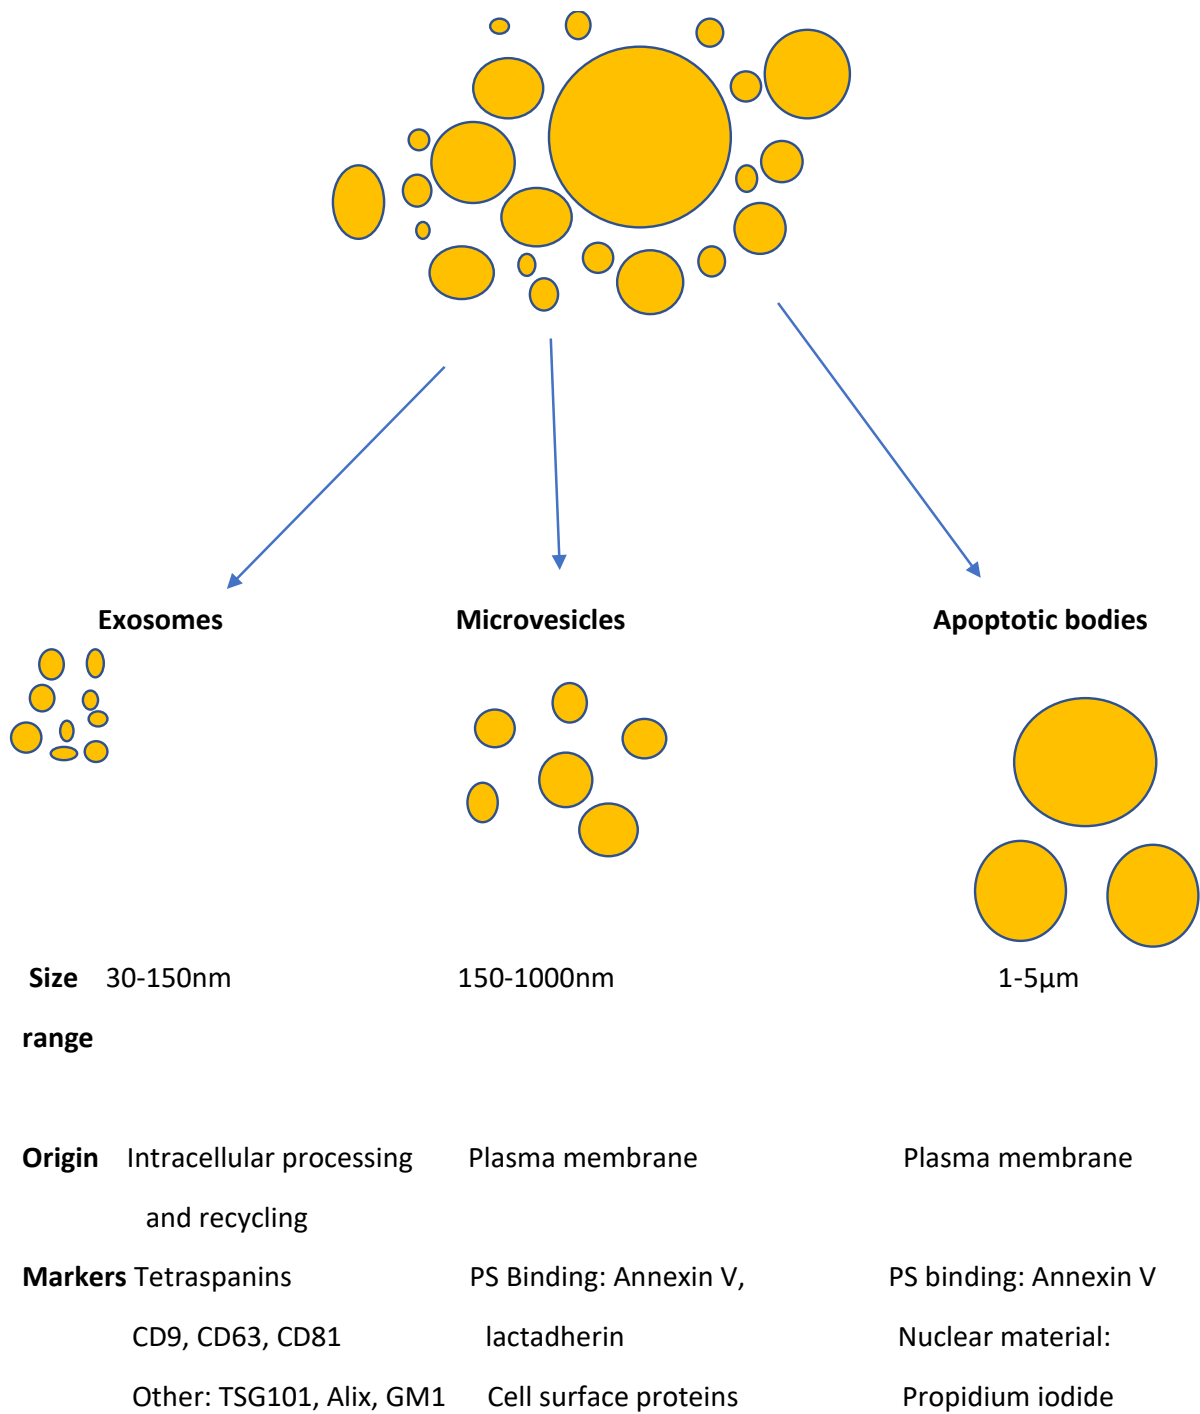 Exosomes Microvesicles Apoptotic bodies
Size 30-150nm 150-1000nm 1-5µm
range
Origin Intracellular processing Plasma membrane Plasma membrane
and recycling
Markers Tetraspanins PS Binding: Annexin V, PS binding: Annexin V
CD9, CD63, CD81 lactadherin Nuclear material:
Other: TSG101, Alix, GM1 Cell surface proteins Propidium iodide